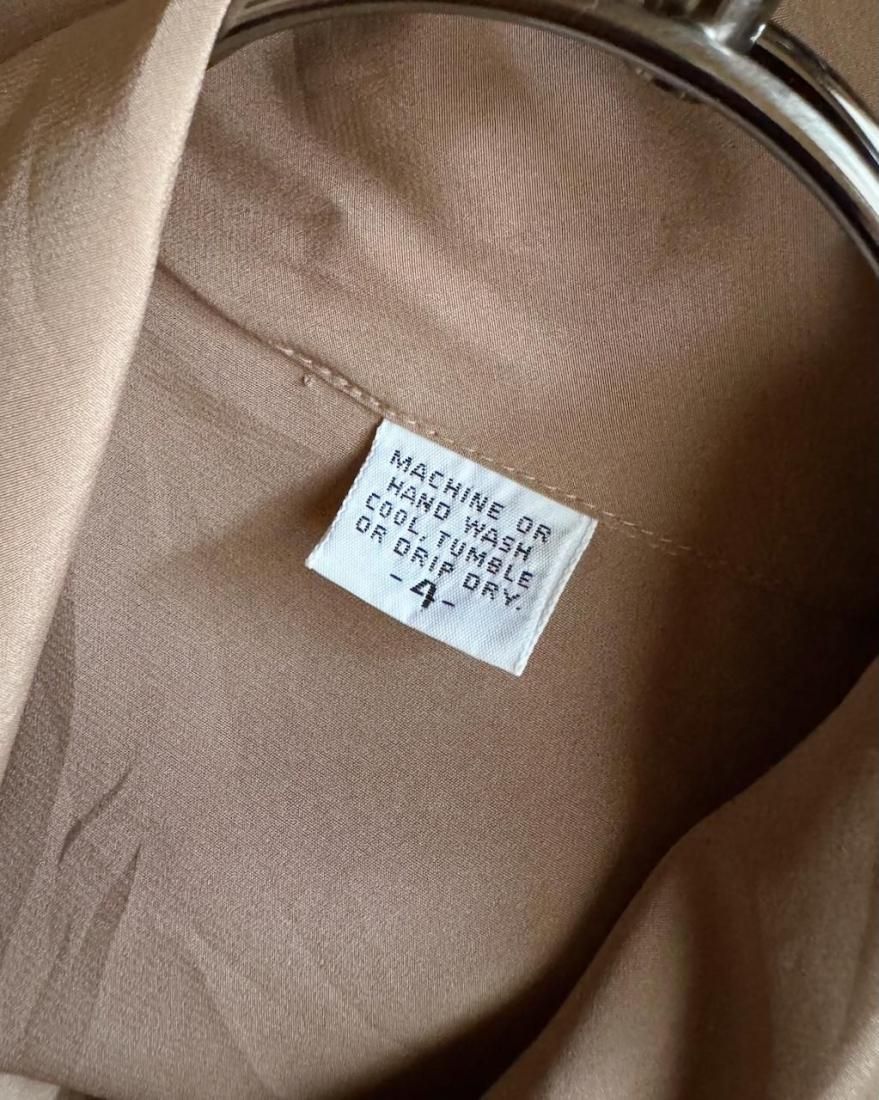 MACHINE OR
HAND WASH
COOL, TUMBLE
OR DRIP DRY.
-4-